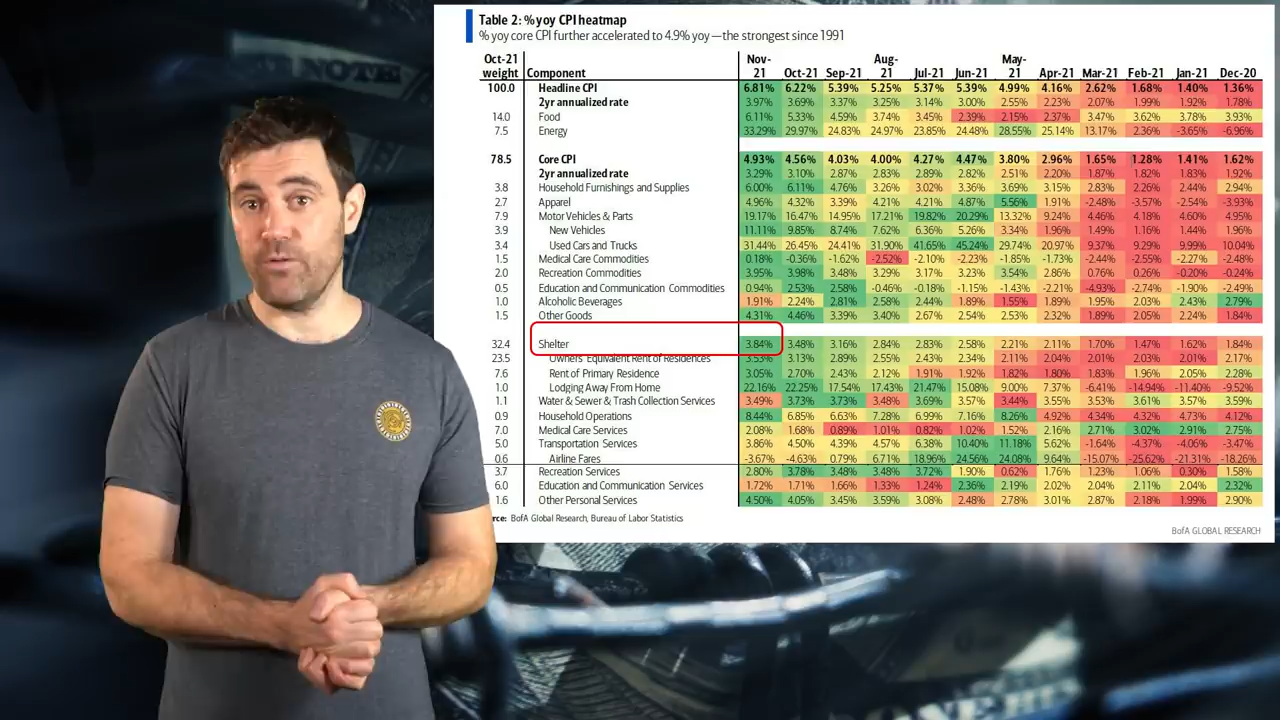 Table 2: % yoy CPI heatmap
% yoy core CPI further accelerated to 4.9% yoy—the strongest since 1991
Oct-21 weight Component Nov-21 Oct-21 Sep-21 Aug-21 Jul-21 Jun-21 May-21 Apr-21 Mar-21 Feb-21 Jan-21 Dec-20
100.0 Headline CPI 6.81% 6.22% 5.39% 5.25% 5.37% 5.39% 4.99% 4.16% 2.62% 1.68% 1.40% 1.36%
2yr annualized rate 3.97% 3.69% 3.37% 3.25% 3.14% 3.00% 2.55% 2.23% 2.07% 1.99% 1.92% 1.78%
14.0 Food 6.11% 5.33% 4.59% 3.74% 3.45% 2.39% 2.15% 2.37% 3.47% 3.62% 3.78% 3.93%
7.5 Energy 33.29% 29.97% 24.83% 24.97% 23.85% 24.48% 28.55% 25.14% 13.17% 2.36% -3.65% -6.96%
78.5 Core CPI 4.93% 4.56% 4.03% 4.00% 4.27% 4.47% 3.80% 2.96% 1.65% 1.28% 1.41% 1.62%
2yr annualized rate 3.29% 3.10% 2.87% 2.83% 2.89% 2.82% 2.51% 2.20% 1.87% 1.82% 1.83% 1.92%
3.8 Household Furnishings and Supplies 6.00% 6.11% 4.76% 3.26% 3.02% 3.36% 3.69% 3.15% 2.83% 2.26% 2.44% 2.94%
2.7 Apparel 4.96% 4.32% 3.39% 4.21% 4.21% 4.87% 5.56% 1.91% -2.48% -3.57% -2.54% -3.93%
7.9 Motor Vehicles & Parts 19.17% 16.47% 14.95% 17.21% 19.82% 20.29% 13.32% 9.24% 4.46% 4.18% 4.60% 4.95%
3.9 New Vehicles 11.11% 9.85% 8.74% 7.62% 6.36% 5.26% 3.34% 1.96% 1.49% 1.16% 1.44% 1.96%
3.4 Used Cars and Trucks 31.44% 26.45% 24.41% 31.90% 41.65% 45.24% 29.74% 20.97% 9.37% 9.29% 9.99% 10.04%
1.5 Medical Care Commodities 0.18% -0.36% -1.62% -2.52% -2.10% -2.23% -1.85% -1.73% -2.44% -2.55% -2.27% -2.48%
2.0 Recreation Commodities 3.95% 3.98% 3.48% 3.29% 3.17% 3.23% 3.54% 2.86% 0.76% 0.26% -0.20% -0.24%
0.5 Education and Communication Commodities 0.94% 2.53% 2.58% -0.46% -0.18% -1.15% -1.43% -2.21% -4.93% -2.74% -1.90% -2.49%
1.0 Alcoholic Beverages 1.91% 2.24% 2.81% 2.58% 2.44% 1.89% 1.55% 1.89% 1.95% 2.03% 2.43% 2.79%
1.5 Other Goods 4.31% 4.46% 3.39% 3.40% 2.67% 2.54% 2.53% 2.32% 1.89% 2.05% 2.24% 1.84%
32.4 Shelter 3.84% 3.48% 3.16% 2.84% 2.83% 2.58% 2.21% 2.11% 1.70% 1.47% 1.62% 1.84%
23.5 Owners' Equivalent Rent of Residences 3.53% 3.13% 2.89% 2.55% 2.43% 2.34% 2.11% 2.04% 2.01% 2.03% 2.01% 2.17%
7.6 Rent of Primary Residence 3.05% 2.70% 2.43% 2.12% 1.91% 1.92% 1.82% 1.80% 1.83% 1.96% 2.05% 2.28%
1.0 Lodging Away From Home 22.16% 22.25% 17.54% 17.43% 21.47% 15.08% 9.00% 7.37% -6.41% -14.94% -11.40% -9.52%
1.1 Water & Sewer & Trash Collection Services 3.49% 3.73% 3.73% 3.48% 3.69% 3.57% 3.44% 3.55% 3.53% 3.61% 3.57% 3.59%
0.9 Household Operations 8.44% 6.85% 6.63% 7.28% 6.99% 7.16% 8.26% 4.92% 4.34% 4.32% 4.73% 4.12%
7.0 Medical Care Services 2.08% 1.68% 0.89% 1.01% 0.82% 1.02% 1.52% 2.16% 2.71% 3.02% 2.91% 2.75%
5.0 Transportation Services 3.86% 4.50% 4.39% 4.57% 6.38% 10.40% 11.18% 5.62% -1.64% -4.37% -4.06% -3.47%
0.6 Airline Fares -3.67% -4.63% 0.79% 6.71% 18.96% 24.56% 24.08% 9.64% -15.07% -25.62% -21.31% -18.26%
3.7 Recreation Services 2.80% 3.78% 3.48% 3.48% 3.72% 1.90% 0.62% 1.76% 1.23% 1.06% 0.30% 1.58%
6.0 Education and Communication Services 1.72% 1.71% 1.66% 1.33% 1.24% 2.36% 2.19% 2.02% 2.04% 2.11% 2.04% 2.32%
1.6 Other Personal Services 4.50% 4.05% 3.45% 3.59% 3.08% 2.48% 2.78% 3.01% 2.87% 2.18% 1.99% 2.90%
rce: BofA Global Research, Bureau of Labor Statistics
BofA GLOBAL RESEARCH